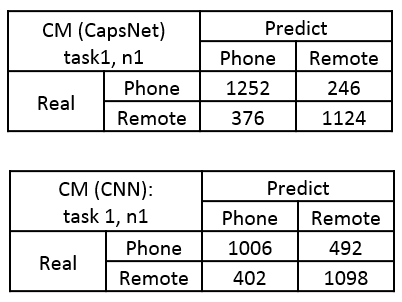 CM (CapsNet) Predict
task1, n1 Phone Remote
Real Phone 1252 246
Remote 376 1124
CM (CNN): Predict
task 1, n1 Phone Remote
Real Phone 1006 492
Remote 402 1098